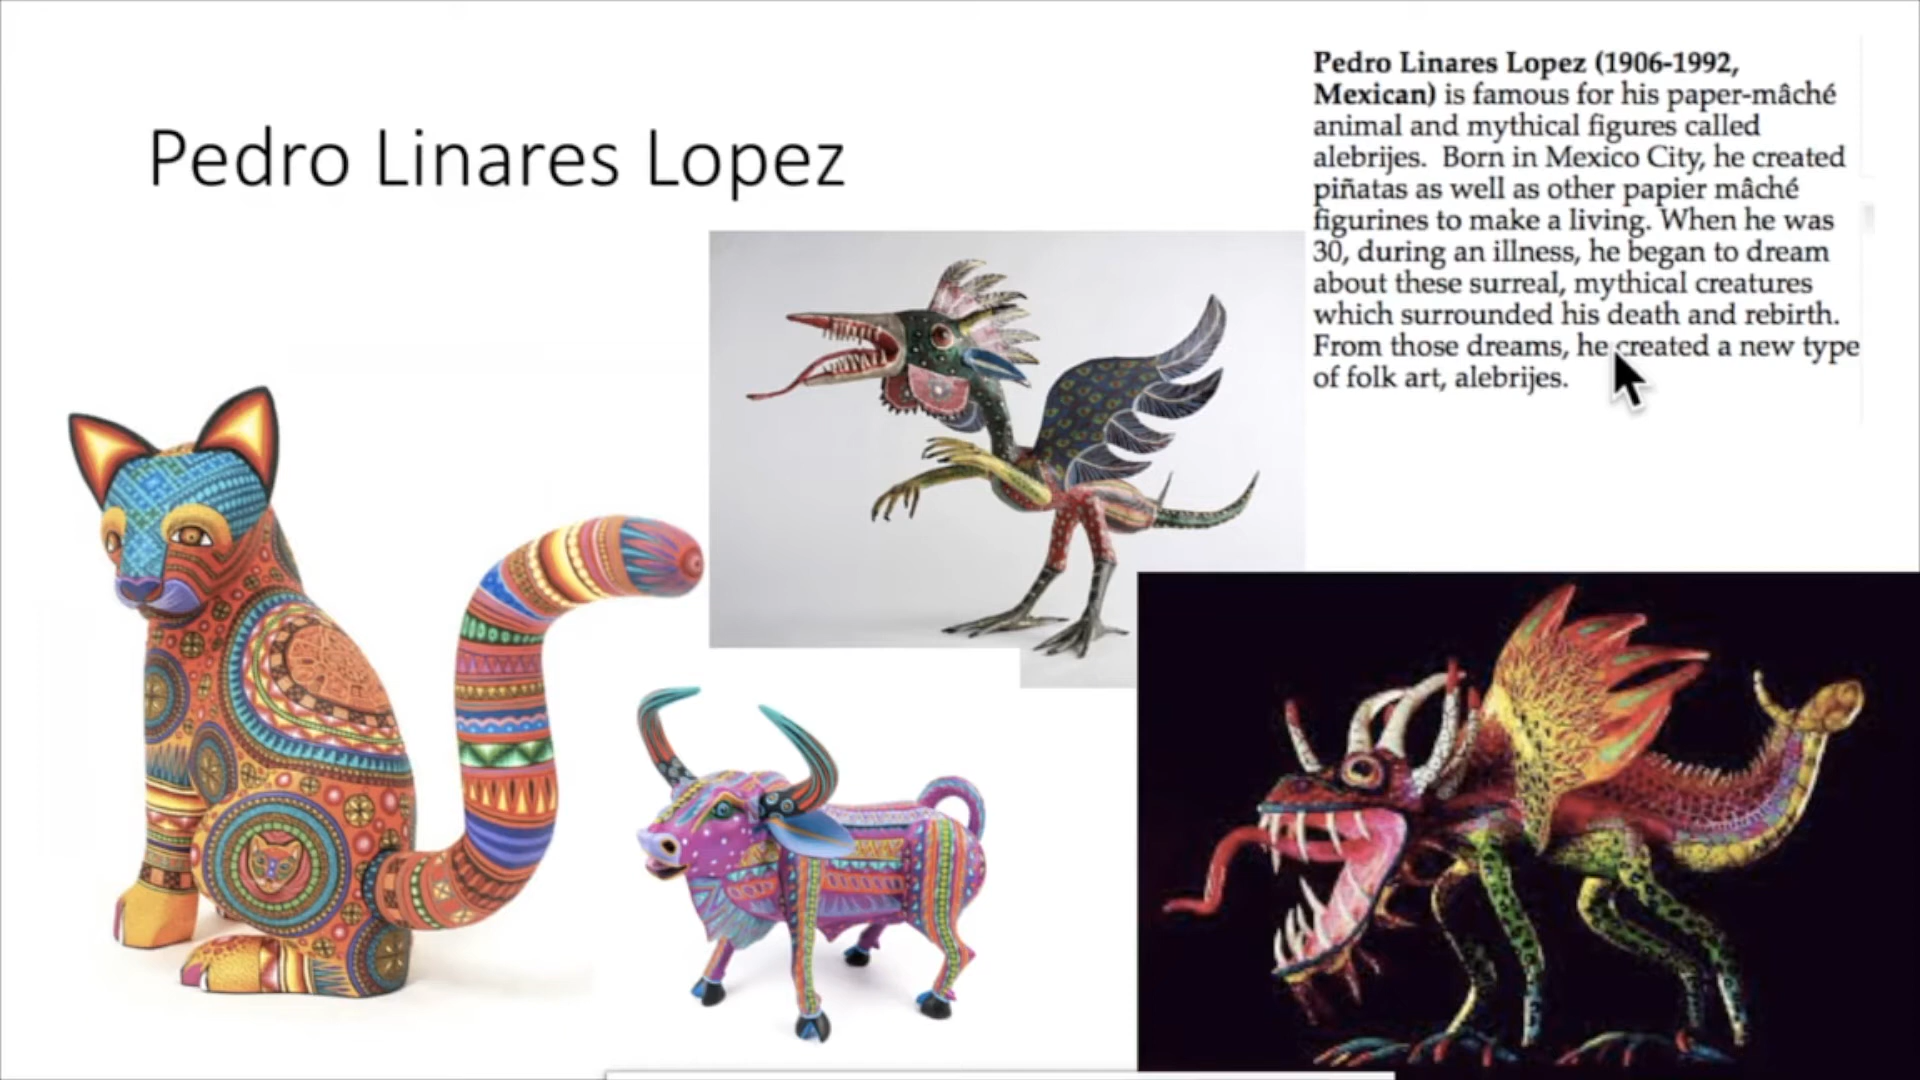 Pedro Linares Lopez
Pedro Linares Lopez (1906-1992,
Mexican) is famous for his paper-mâché
animal and mythical figures called
alebrijes.  Born in Mexico City, he created
piñatas as well as other papier mâché
figurines to make a living. When he was
30, during an illness, he began to dream
about these surreal, mythical creatures
which surrounded his death and rebirth.
From those dreams, he created a new type
of folk art, alebrijes.